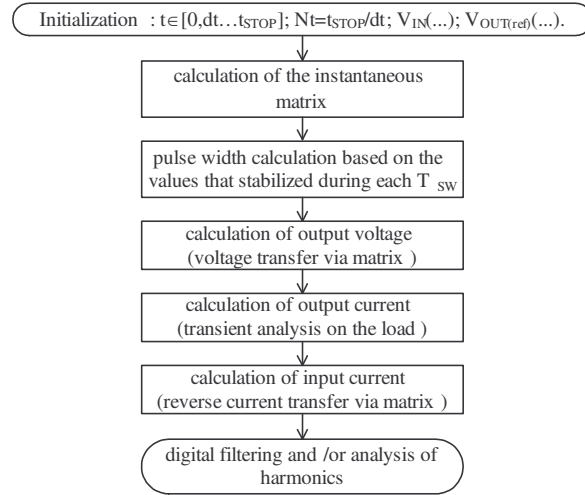 Initialization : t∈[0,dt…tSTOP]; Nt=tSTOP/dt; VIN(...); VOUT(ref)(...).
calculation of the instantaneous
matrix
pulse width calculation based on the
values that stabilized during each T SW
calculation of output voltage
(voltage transfer via matrix )
calculation of output current
(transient analysis on the load )
calculation of input current
(reverse current transfer via matrix )
digital filtering and /or analysis of
harmonics